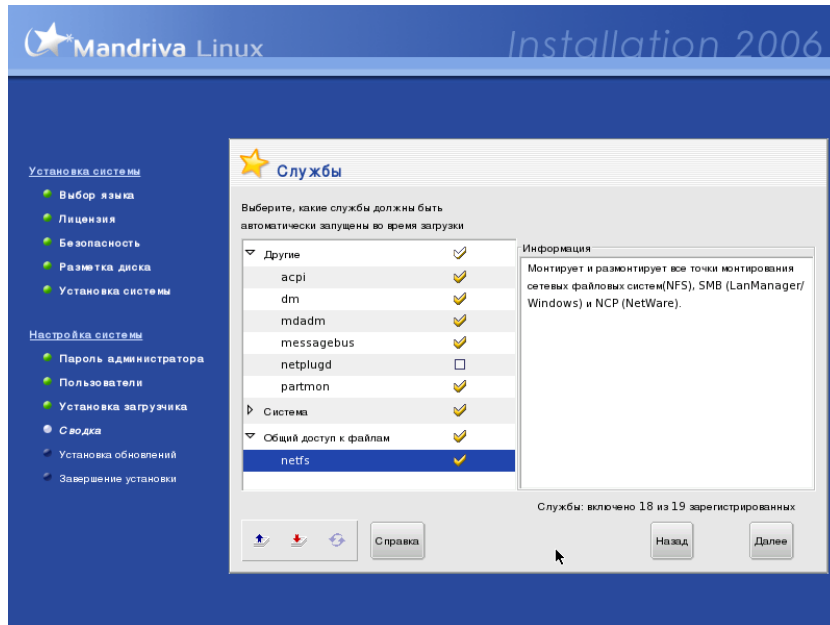 Mandriva Linux
Installation 2006
Установка системы
Выбор языка
Лицензия
Безопасность
Разметка диска
Установка системы
Настройка системы
Пароль администратора
Пользователи
Установка загрузчика
Сводка
Установка обновлений
Завершение установки
Службы
Выберите, какие службы должны быть
автоматически запущены во время загрузки
Другие
acpi
dm
mdadm
messagebus
netplugd
partmon
Система
Общий доступ к файлам
netfs
Информация
Монтирует и размонтирует все точки монтирования
сетевых файловых систем(NFS), SMB (LanManager/
Windows) и NCP (NetWare).
Службы: включено 18 из 19 зарегистрированных
Справка
Назад
Далее